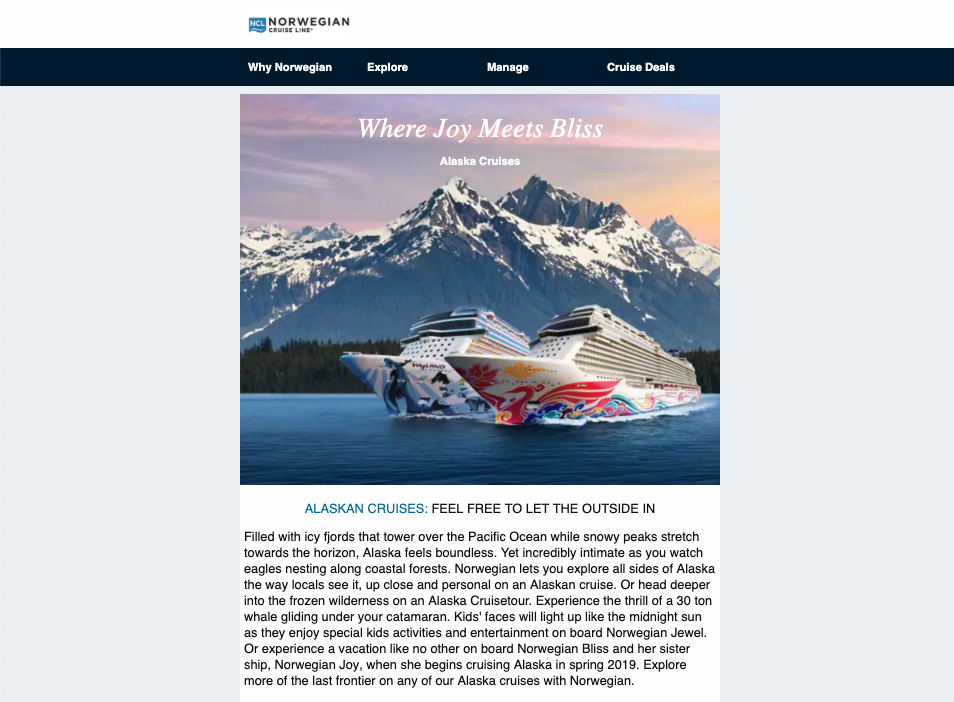 NCL NORWEGIAN
CRUISE LINE®
Why Norwegian Explore Manage Cruise Deals
Where Joy Meets Bliss
Alaska Cruises
WYLAND
ALASKAN CRUISES: FEEL FREE TO LET THE OUTSIDE IN
Filled with icy fjords that tower over the Pacific Ocean while snowy peaks stretch
towards the horizon, Alaska feels boundless. Yet incredibly intimate as you watch
eagles nesting along coastal forests. Norwegian lets you explore all sides of Alaska
the way locals see it, up close and personal on an Alaskan cruise. Or head deeper
into the frozen wilderness on an Alaska Cruisetour. Experience the thrill of a 30 ton
whale gliding under your catamaran. Kids' faces will light up like the midnight sun
as they enjoy special kids activities and entertainment on board Norwegian Jewel.
Or experience a vacation like no other on board Norwegian Bliss and her sister
ship, Norwegian Joy, when she begins cruising Alaska in spring 2019. Explore
more of the last frontier on any of our Alaska cruises with Norwegian.